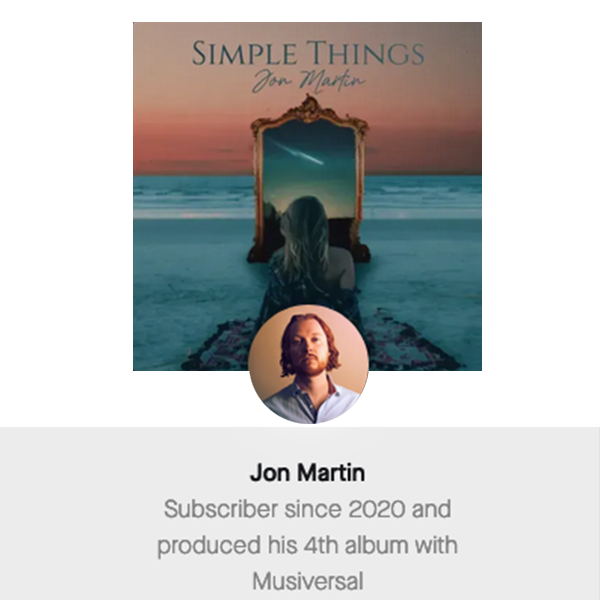 SIMPLE THINGS
Jon Martin
Jon Martin
Subscriber since 2020 and
produced his 4th album with
Musiversal